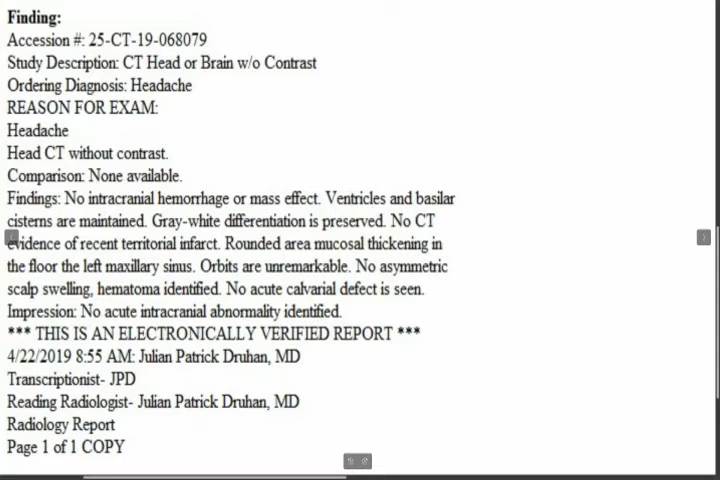 Finding:
Accession #: 25-CT-19-068079
Study Description: CT Head or Brain w/o Contrast
Ordering Diagnosis: Headache
REASON FOR EXAM:
Headache
Head CT without contrast.
Comparison: None available.
Findings: No intracranial hemorrhage or mass effect. Ventricles and basilar
cisterns are maintained. Gray-white differentiation is preserved. No CT
evidence of recent territorial infarct. Rounded area mucosal thickening in
the floor the left maxillary sinus. Orbits are unremarkable. No asymmetric
scalp swelling, hematoma identified. No acute calvarial defect is seen.
Impression: No acute intracranial abnormality identified.
*** THIS IS AN ELECTRONICALLY VERIFIED REPORT ***
4/22/2019 8:55 AM: Julian Patrick Druhan, MD
Transcriptionist- JPD
Reading Radiologist- Julian Patrick Druhan, MD
Radiology Report
Page 1 of 1 COPY